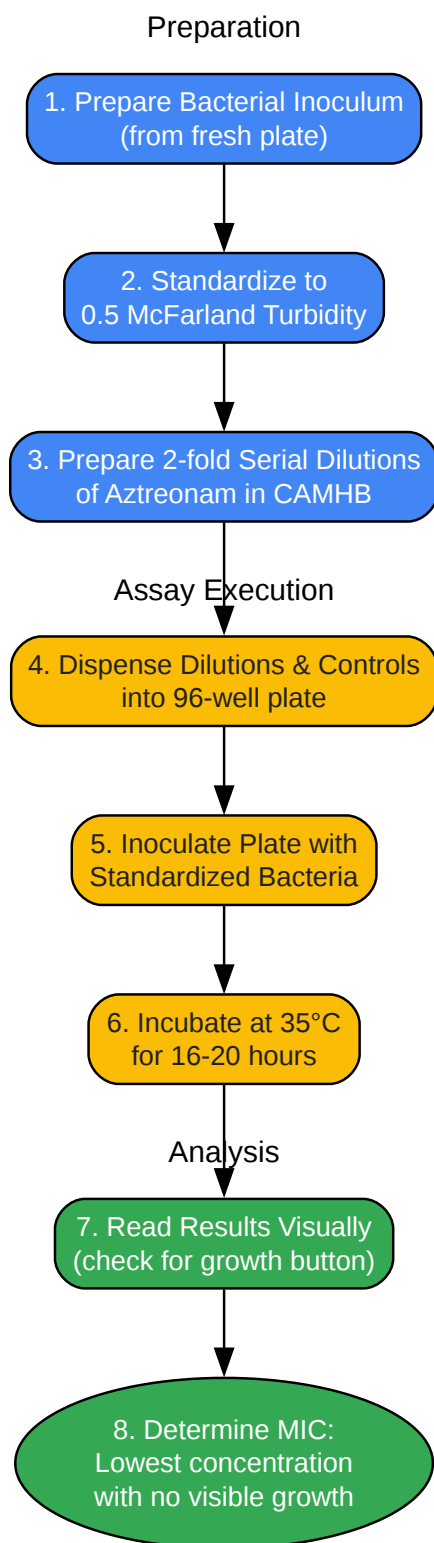 Preparation
1. Prepare Bacterial Inoculum
(from fresh plate)
2. Standardize to
0.5 McFarland Turbidity
3. Prepare 2-fold Serial Dilutions
of Aztreonam in CAMHB
Assay Execution
4. Dispense Dilutions & Controls
into 96-well plate
5. Inoculate Plate with
Standardized Bacteria
6. Incubate at 35°C
for 16-20 hours
Analysis
7. Read Results Visually
(check for growth button)
8. Determine MIC:
Lowest concentration
with no visible growth